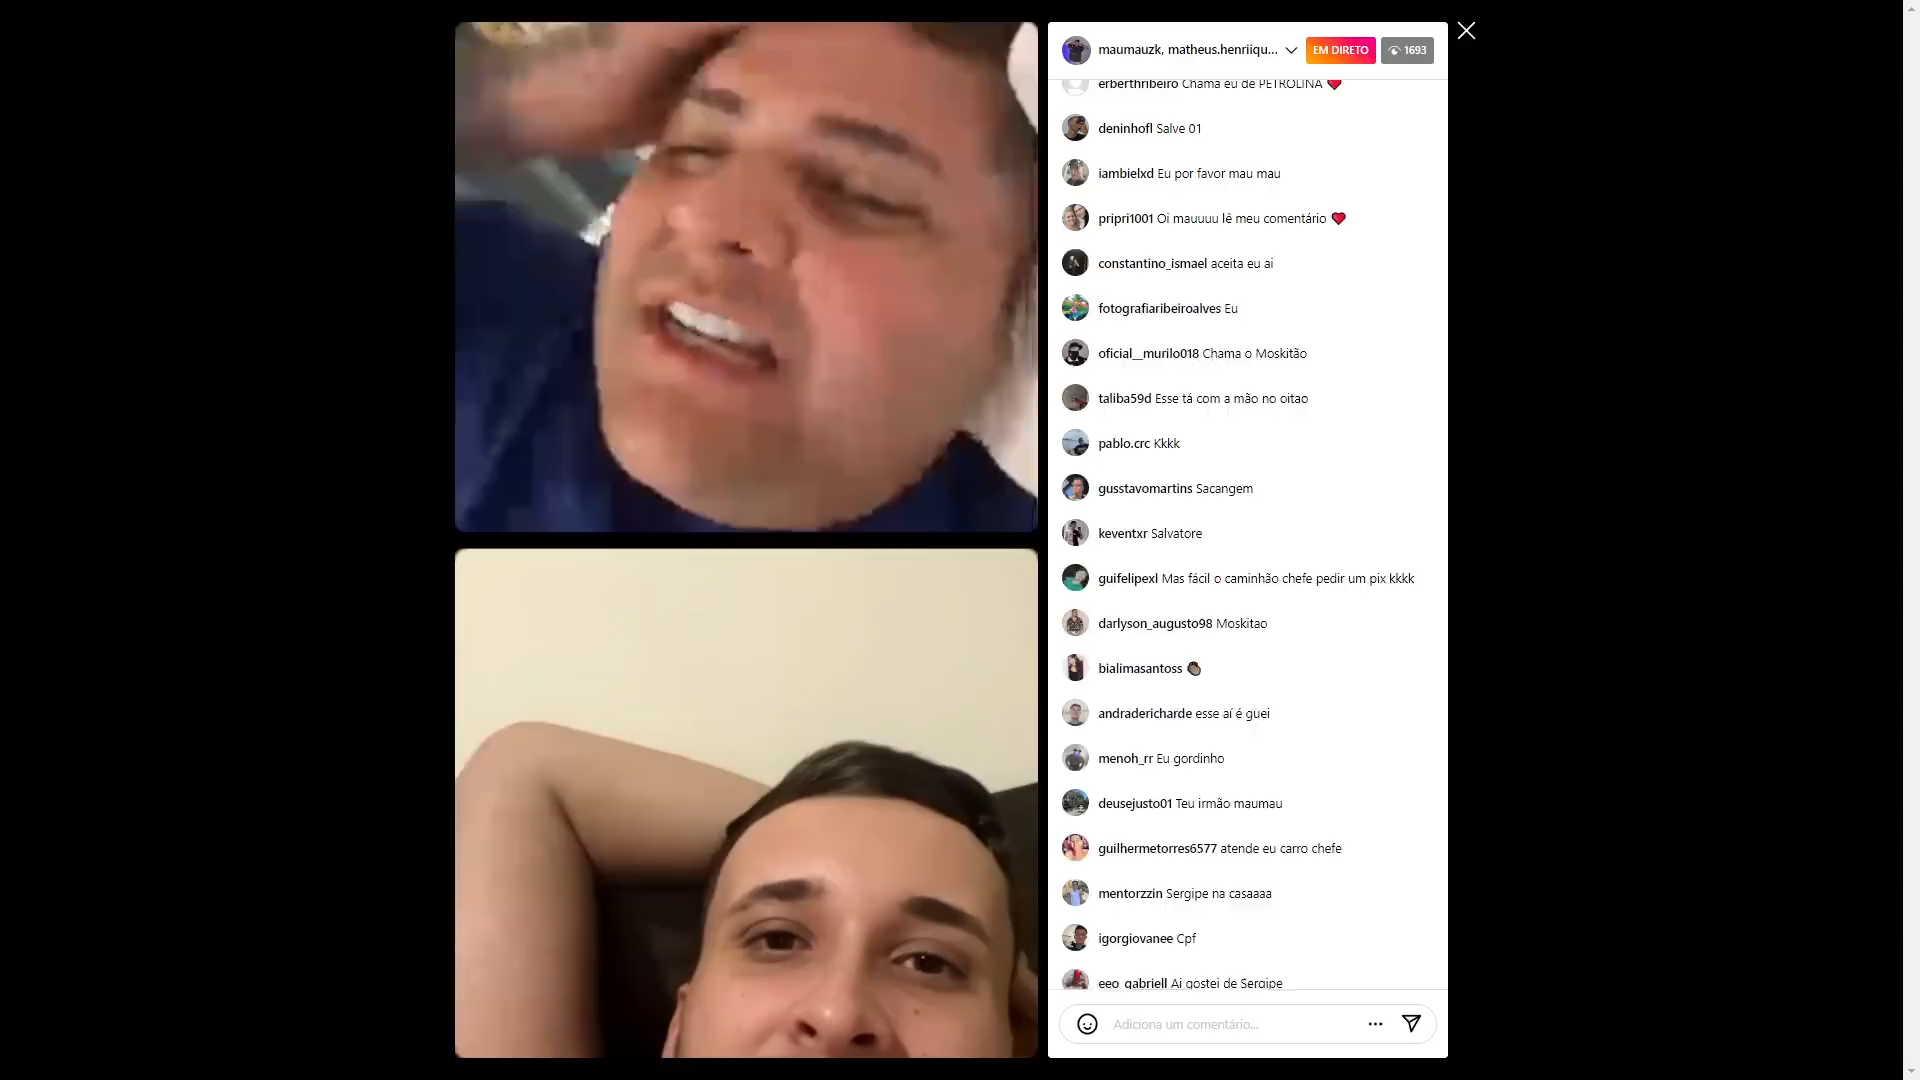 maumauzk, matheus.henriiqu...
EM DIRETO
1693
erberthribeiro Chama eu de PETROLINA ❤️
deninhofl Salve 01
iambielxd Eu por favor mau mau
pripri1001 Oi mauuuu lê meu comentário ❤️
constantino_ismael aceita eu ai
fotografiaribeiroalves Eu
oficial__murilo018 Chama o Moskitão
taliba59d Esse tá com a mão no oitao
pablo.crc Kkkk
gusstavomartins Sacangem
keventxr Salvatore
guifelipexl Mas fácil o caminhão chefe pedir um pix kkkk
darlyson_augusto98 Moskitao
bialimasantoss 👏🏿
andradericharde esse aí é guei
menoh_rr Eu gordinho
deusejusto01 Teu irmão maumau
guilhermetorres6577 atende eu carro chefe
mentorzzin Sergipe na casaaaa
igorgiovanee Cpf
eeo_gabriell Ai gostei de Sergipe
Adiciona um comentário...